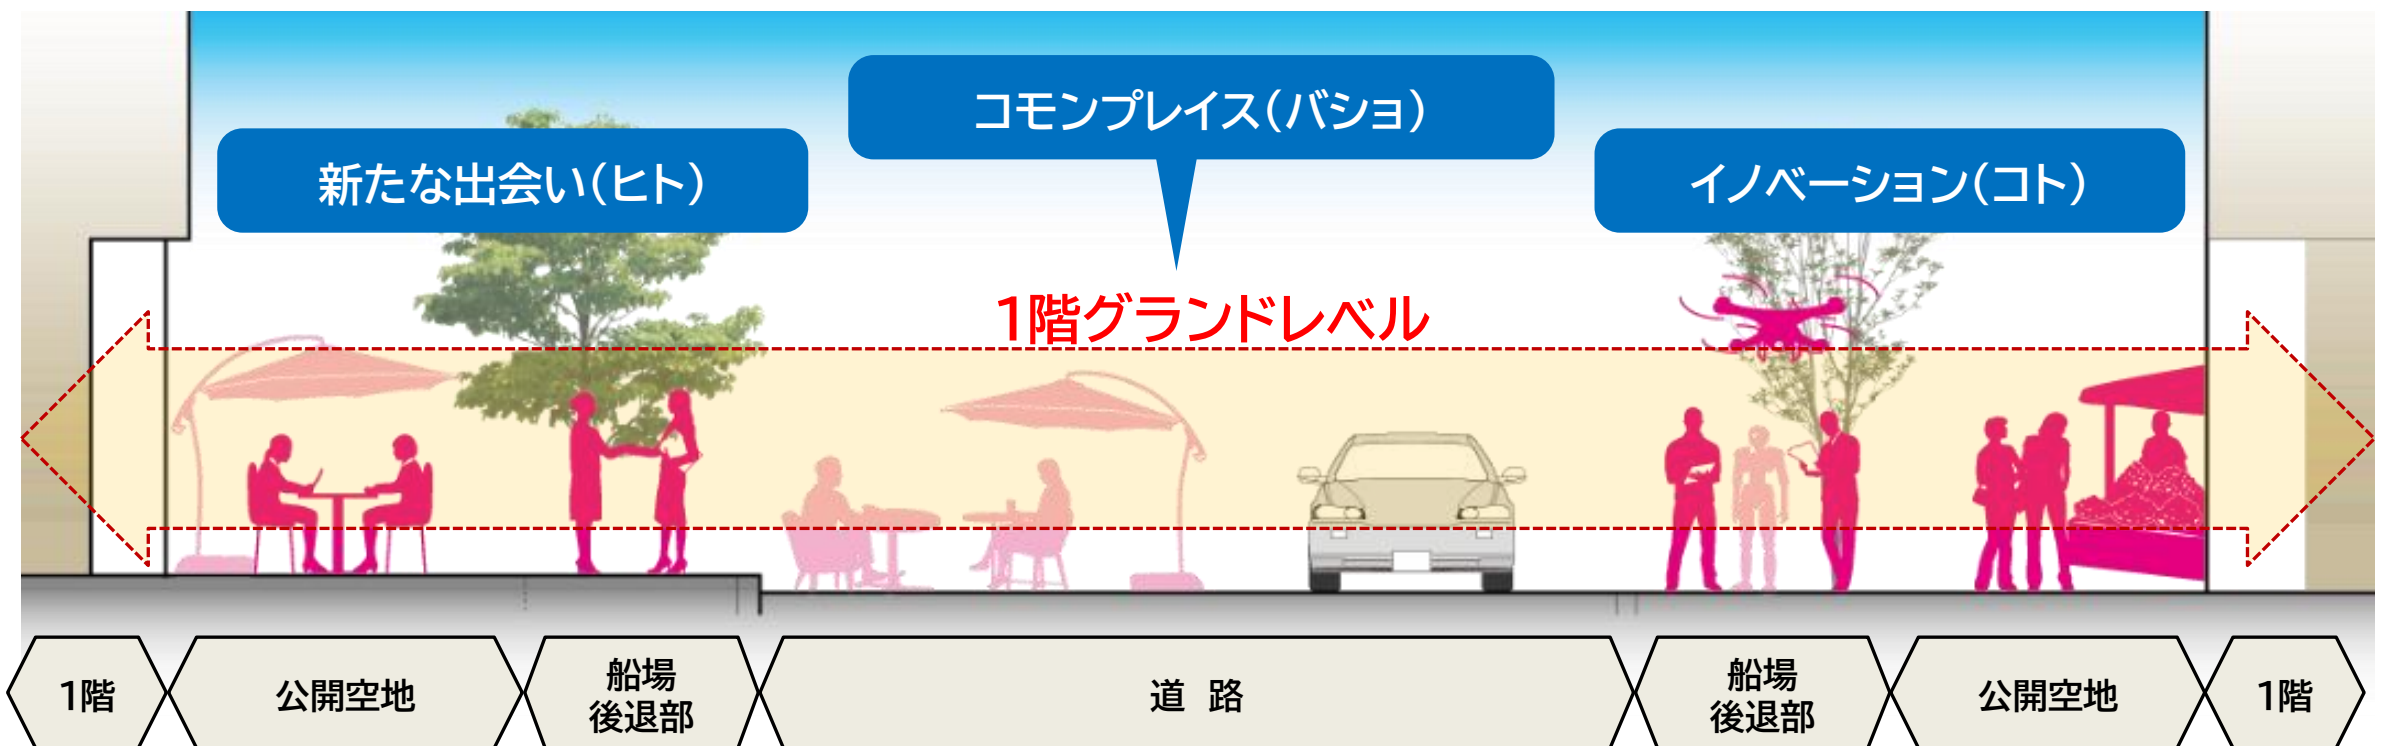 コモンプレイス(バショ)
新たな出会い(ヒト)
イノベーション(コト)
1階グランドレベル
1階
公開空地
船場
後退部
道 路
船場
後退部
公開空地
1階